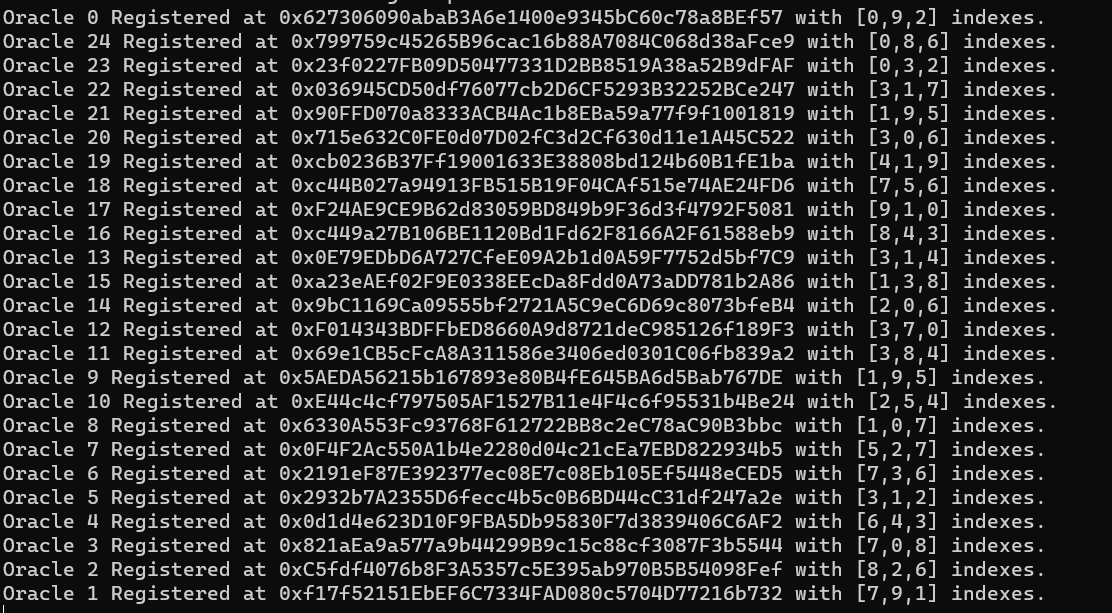 Oracle 0 Registered at 0x627306090abaB3A6e1400e9345bC60c78a8BEf57 with [0,9,2] indexes.
Oracle 24 Registered at 0x799759c45265B96cac16b88A7084C068d38aFce9 with [0,8,6] indexes.
Oracle 23 Registered at 0x23f0227FB09D50477331D2BB8519A38a52B9dFAF with [0,3,2] indexes.
Oracle 22 Registered at 0x036945CD50df76077cb2D6CF5293B32252BCe247 with [3,1,7] indexes.
Oracle 21 Registered at 0x90FFD070a8333ACB4Ac1b8EBa59a77f9f1001819 with [1,9,5] indexes.
Oracle 20 Registered at 0x715e632C0FE0d07D02fC3d2Cf630d11e1A45C522 with [3,0,6] indexes.
Oracle 19 Registered at 0xcb0236B37Ff19001633E38808bd124b60B1fE1ba with [4,1,9] indexes.
Oracle 18 Registered at 0xc44B027a94913FB515B19F04CAf515e74AE24FD6 with [7,5,6] indexes.
Oracle 17 Registered at 0xF24AE9CE9B62d83059BD849b9F36d3f4792F5081 with [9,1,0] indexes.
Oracle 16 Registered at 0xc449a27B106BE1120Bd1Fd62F8166A2F61588eb9 with [8,4,3] indexes.
Oracle 13 Registered at 0x0E79EDbD6A727CfeE09A2b1d0A59F7752d5bf7C9 with [3,1,4] indexes.
Oracle 15 Registered at 0xa23eAEf02F9E0338EEcDa8Fdd0A73aDD781b2A86 with [1,3,8] indexes.
Oracle 14 Registered at 0x9bC1169Ca09555bf2721A5C9eC6D69c8073bfeB4 with [2,0,6] indexes.
Oracle 12 Registered at 0xF014343BDFFbED8660A9d8721deC985126f189F3 with [3,7,0] indexes.
Oracle 11 Registered at 0x69e1CB5cFcA8A311586e3406ed0301C06fb839a2 with [3,8,4] indexes.
Oracle 9 Registered at 0x5AEDA56215b167893e80B4fE645BA6d5Bab767DE with [1,9,5] indexes.
Oracle 10 Registered at 0xE44c4cf797505AF1527B11e4F4c6f95531b4Be24 with [2,5,4] indexes.
Oracle 8 Registered at 0x6330A553Fc93768F612722BB8c2eC78aC90B3bbc with [1,0,7] indexes.
Oracle 7 Registered at 0x0F4F2Ac550A1b4e2280d04c21cEa7EBD822934b5 with [5,2,7] indexes.
Oracle 6 Registered at 0x2191eF87E392377ec08E7c08Eb105Ef5448eCED5 with [7,3,6] indexes.
Oracle 5 Registered at 0x2932b7A2355D6fecc4b5c0B6BD44cC31df247a2e with [3,1,2] indexes.
Oracle 4 Registered at 0x0d1d4e623D10F9FBA5Db95830F7d3839406C6AF2 with [6,4,3] indexes.
Oracle 3 Registered at 0x821aEa9a577a9b44299B9c15c88cf3087F3b5544 with [7,0,8] indexes.
Oracle 2 Registered at 0xC5fdf4076b8F3A5357c5E395ab970B5B54098Fef with [8,2,6] indexes.
Oracle 1 Registered at 0xf17f52151EbEF6C7334FAD080c5704D77216b732 with [7,9,1] indexes.